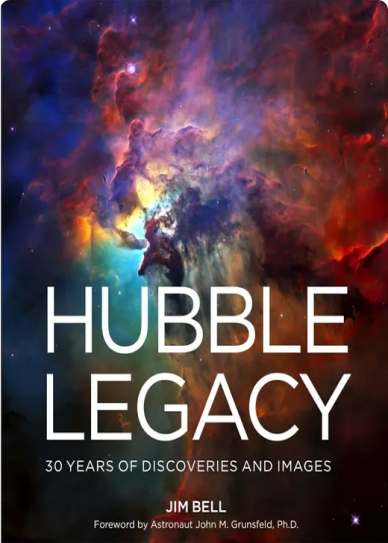 HUBBLE
LEGACY
30 YEARS OF DISCOVERIES AND IMAGES
JIM BELL
Foreword by Astronaut John M. Grunsfeld, Ph.D.